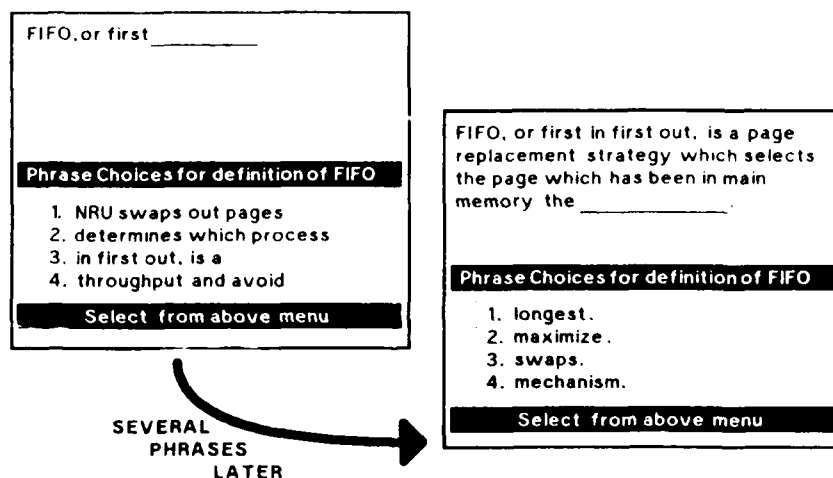 FIFO, or first ____________
Phrase Choices for definition of FIFO
1. NRU swaps out pages
2. determines which process
3. in first out, is a
4. throughput and avoid
Select from above menu
SEVERAL
PHRASES
LATER
FIFO, or first in first out, is a page
replacement strategy which selects
the page which has been in main
memory the ________________.
Phrase Choices for definition of FIFO
1. longest.
2. maximize.
3. swaps.
4. mechanism.
Select from above menu